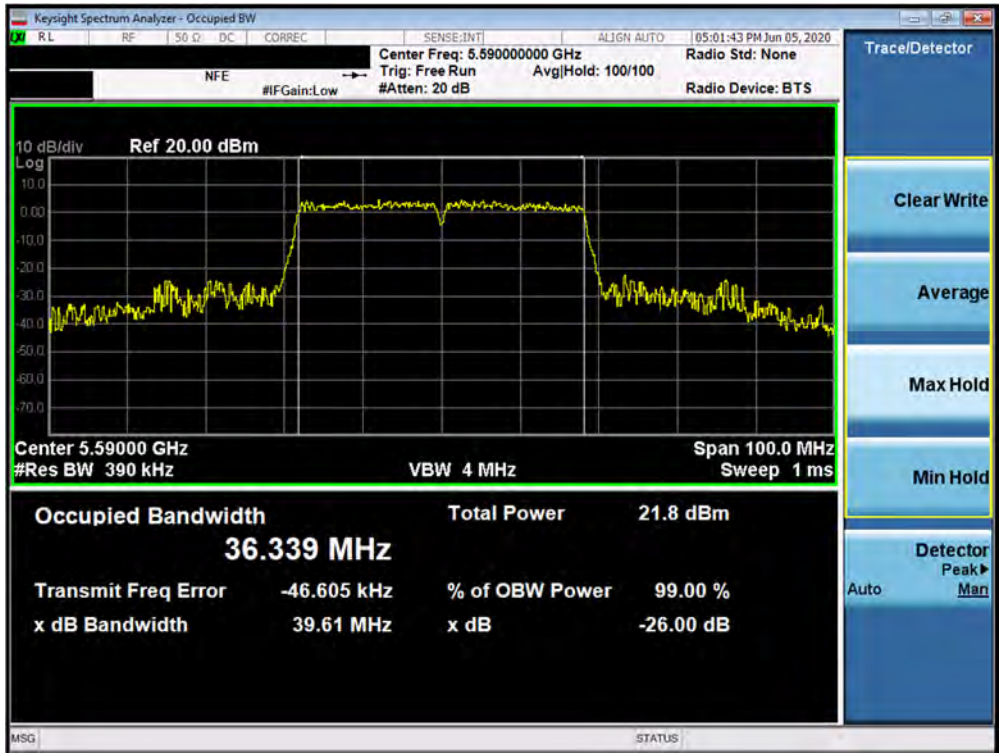 Keysight Spectrum Analyzer - Occupied BW
LXI RL RF 50 Ω DC CORREC SENSE:INT ALIGN AUTO 05:01:43 PM Jun 05, 2020
Center Freq: 5.590000000 GHz Radio Std: None
NFE Trig: Free Run Avg|Hold: 100/100
#IFGain:Low #Atten: 20 dB Radio Device: BTS
10 dB/div Ref 20.00 dBm
Log
10.0
0.00
-10.0
-20.0
-30.0
-40.0
-50.0
-60.0
-70.0
Center 5.59000 GHz Span 100.0 MHz
#Res BW 390 kHz VBW 4 MHz Sweep 1 ms
Occupied Bandwidth Total Power 21.8 dBm
36.339 MHz
Transmit Freq Error -46.605 kHz % of OBW Power 99.00 %
x dB Bandwidth 39.61 MHz x dB -26.00 dB
Trace/Detector
Clear Write
Average
Max Hold
Min Hold
Detector
Peak▶
Auto Man
MSG STATUS